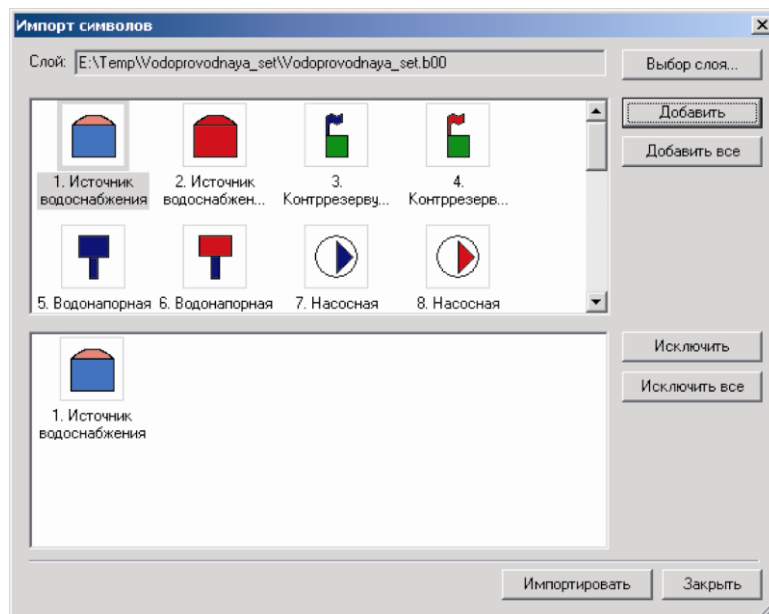 Импорт символов
Слой: E:\Temp\Vodoprovodnaya_set\Vodoprovodnaya_set.b00
Выбор слоя...
Добавить
Добавить все
1. Источник
водоснабжения
2. Источник
водоснабжен...
3.
Контррезерву...
4.
Контррезерв...
5. Водонапорная
6. Водонапорная
7. Насосная
8. Насосная
Исключить
Исключить все
1. Источник
водоснабжения
Импортировать
Закрыть